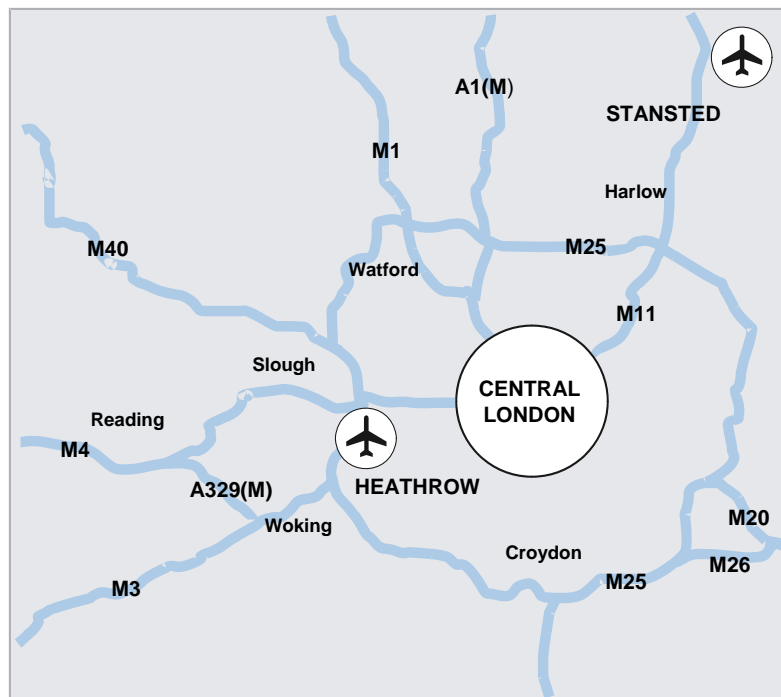 A1(M)
STANSTED
M1
Harlow
M40
M25
Watford
M11
Slough
CENTRAL
LONDON
Reading
M4
HEATHROW
A329(M)
Woking
M20
Croydon
M26
M25
M3